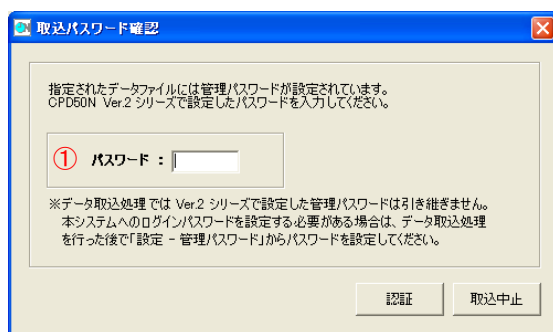 取込パスワード確認
指定されたデータファイルには管理パスワードが設定されています。
CPD50N Ver.2 シリーズで設定したパスワードを入力してください。
① パスワード :
※データ取込処理では Ver.2 シリーズで設定した管理パスワードは引き継ぎません。
本システムへのログインパスワードを設定する必要がある場合は、データ取込処理
を行った後で「設定 - 管理パスワード」からパスワードを設定してください。
認証 取込中止